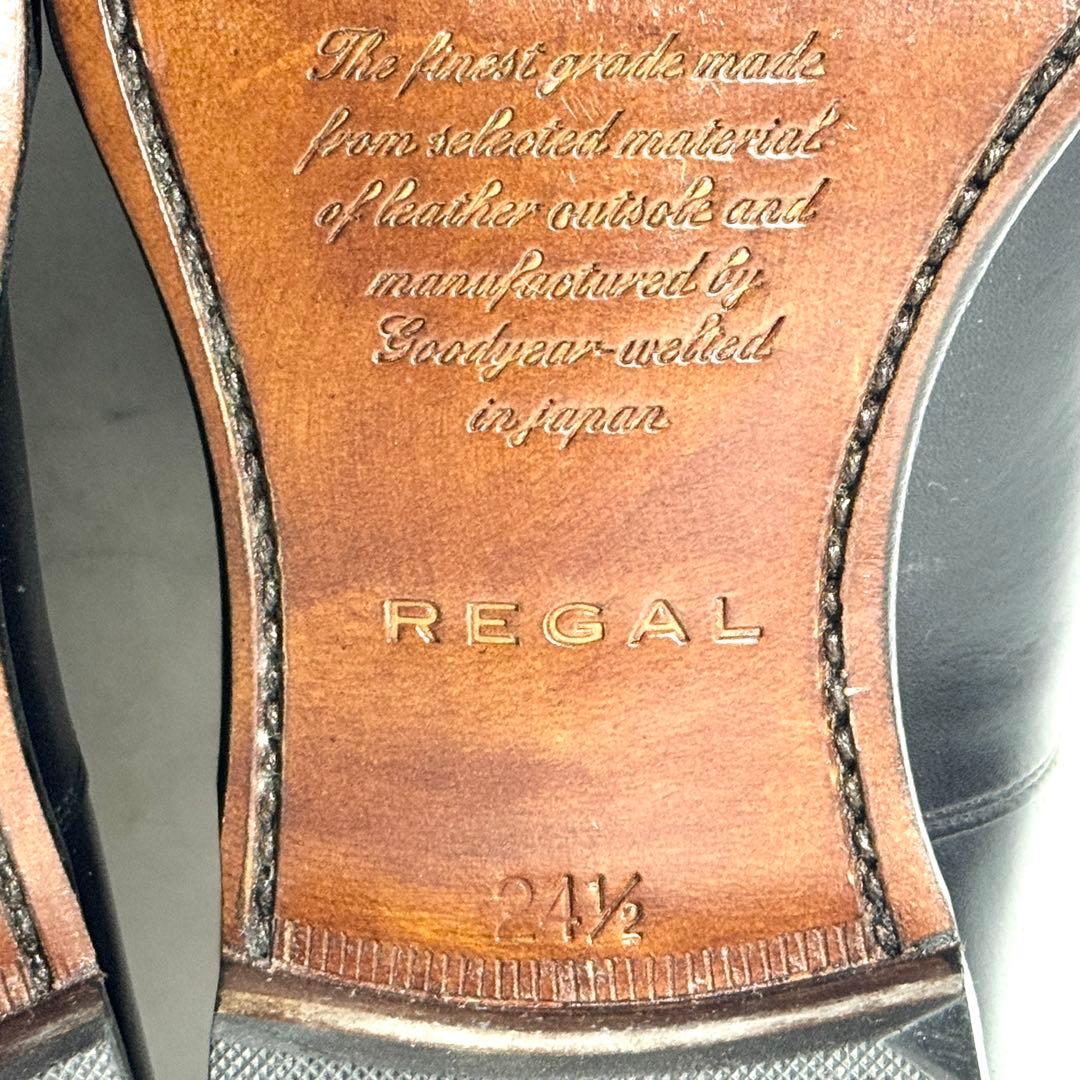 The finest grade made
from selected material
of leather outsole and
manufactured by
Goodyear-welted
in japan
REGAL
24½